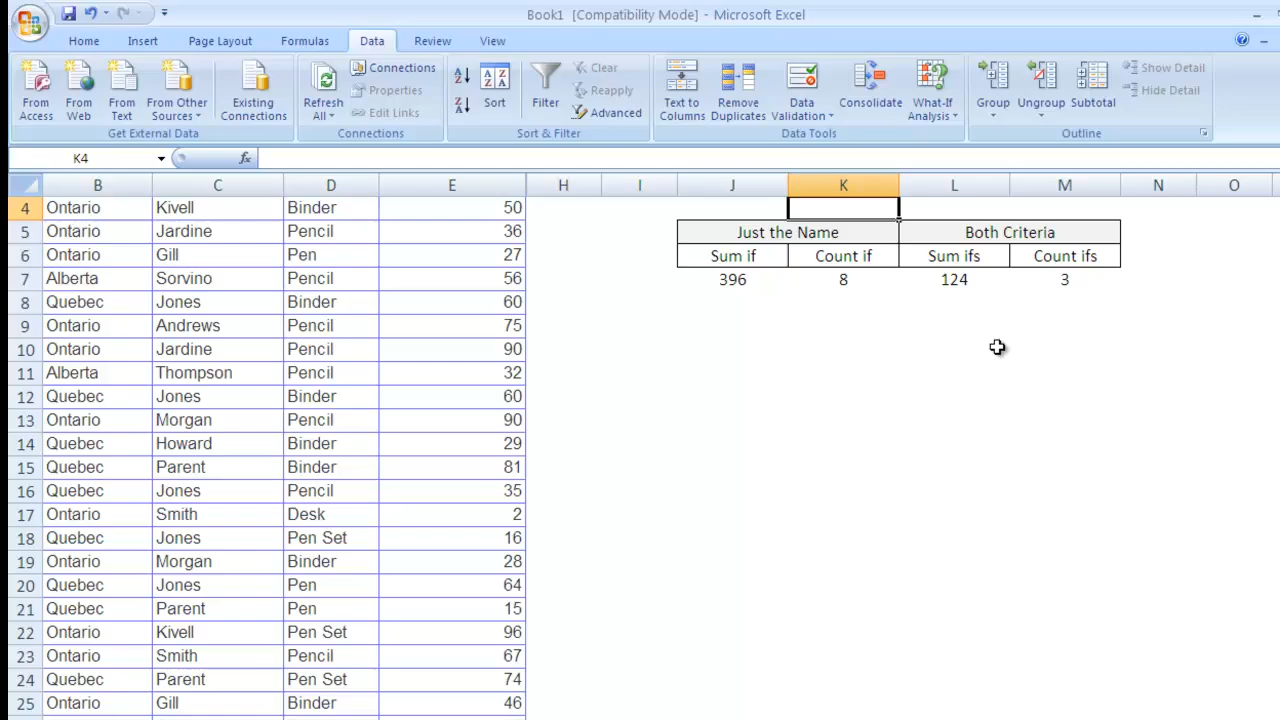 Book1 [Compatibility Mode] - Microsoft Excel
Home Insert Page Layout Formulas Data Review View
From Access
From Web
From Text
From Other Sources
Existing Connections
Get External Data
Refresh All
Connections
Properties
Edit Links
Connections
Sort
Filter
Clear
Reapply
Advanced
Sort & Filter
Text to Columns
Remove Duplicates
Data Validation
Consolidate
What-If Analysis
Data Tools
Group
Ungroup
Subtotal
Show Detail
Hide Detail
Outline
K4 fx
B C D E H I J K L M N O
4 Ontario Kivell Binder 50
5 Ontario Jardine Pencil 36 Just the Name Both Criteria
6 Ontario Gill Pen 27 Sum if Count if Sum ifs Count ifs
7 Alberta Sorvino Pencil 56 396 8 124 3
8 Quebec Jones Binder 60
9 Ontario Andrews Pencil 75
10 Ontario Jardine Pencil 90
11 Alberta Thompson Pencil 32
12 Quebec Jones Binder 60
13 Ontario Morgan Pencil 90
14 Quebec Howard Binder 29
15 Quebec Parent Binder 81
16 Quebec Jones Pencil 35
17 Ontario Smith Desk 2
18 Quebec Jones Pen Set 16
19 Ontario Morgan Binder 28
20 Quebec Jones Pen 64
21 Quebec Parent Pen 15
22 Ontario Kivell Pen Set 96
23 Ontario Smith Pencil 67
24 Quebec Parent Pen Set 74
25 Ontario Gill Binder 46